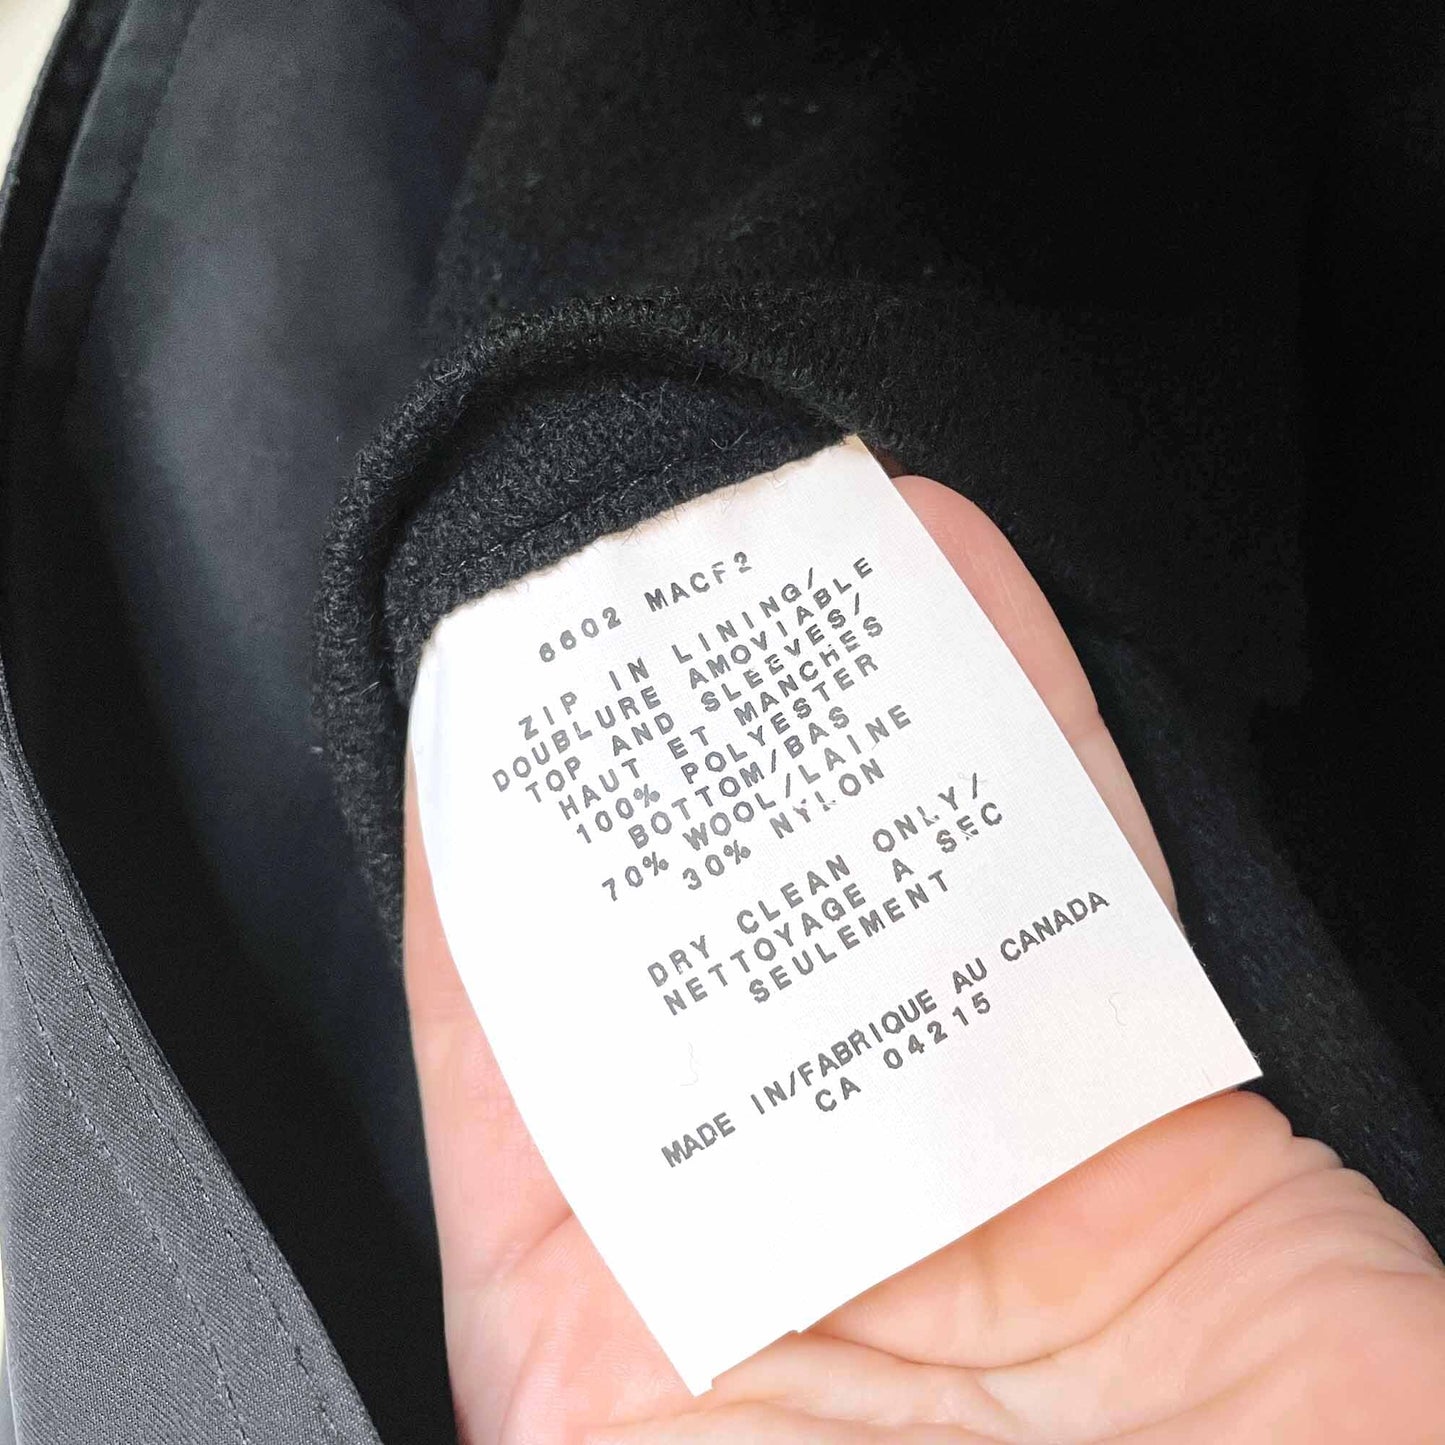 6602 MACF2
ZIP IN LINING/
DOUBLURE AMOVIABLE
TOP AND SLEEVES/
HAUT ET MANCHES
100% POLYESTER
BOTTOM/BAS
70% WOOL/LAINE
30% NYLON
DRY CLEAN ONLY/
NETTOYAGE A SEC
SEULEMENT
MADE IN/FABRIQUE AU CANADA
CA 04215